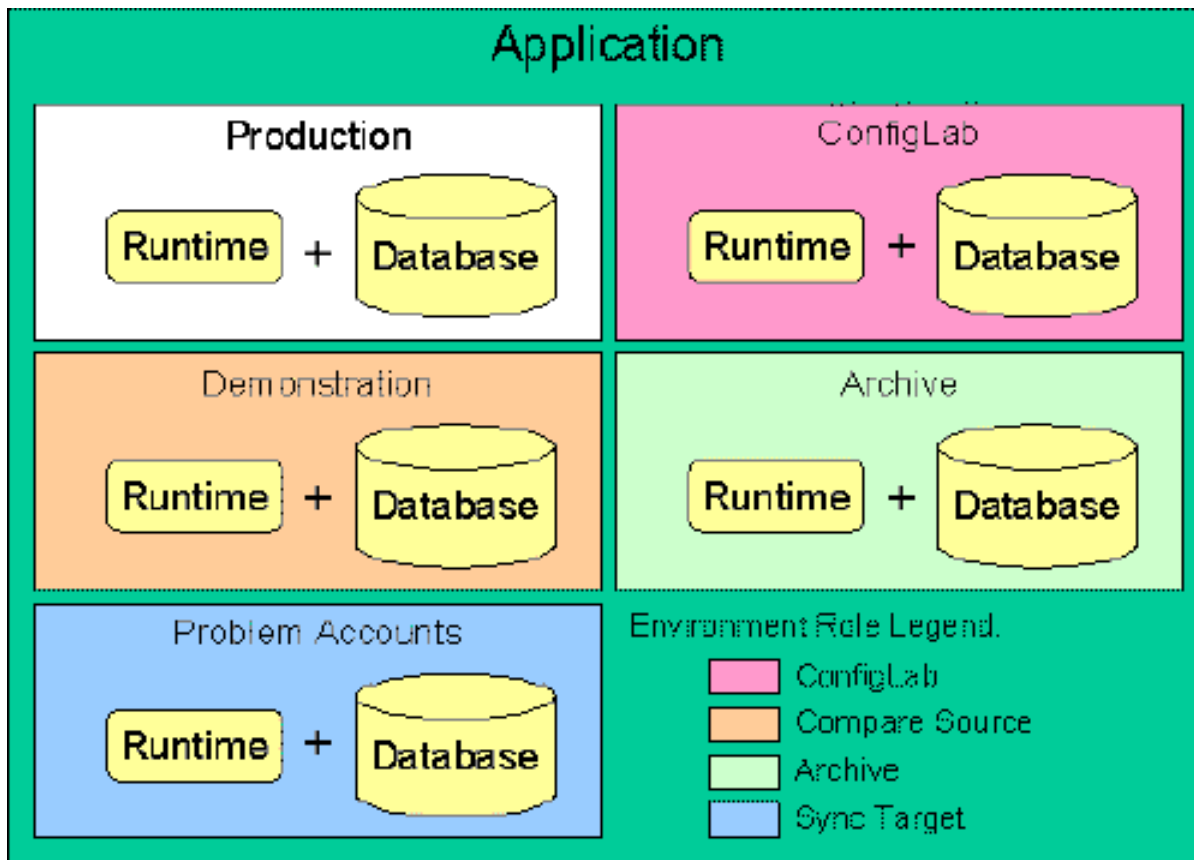 Application
Production
Runtime + Database
ConfigLab
Runtime + Database
Demonstration
Runtime + Database
Archive
Runtime + Database
Problem Accounts
Runtime + Database
Environment Role Legend.
ConfigLab
Compare Source
Archive
Sync Target